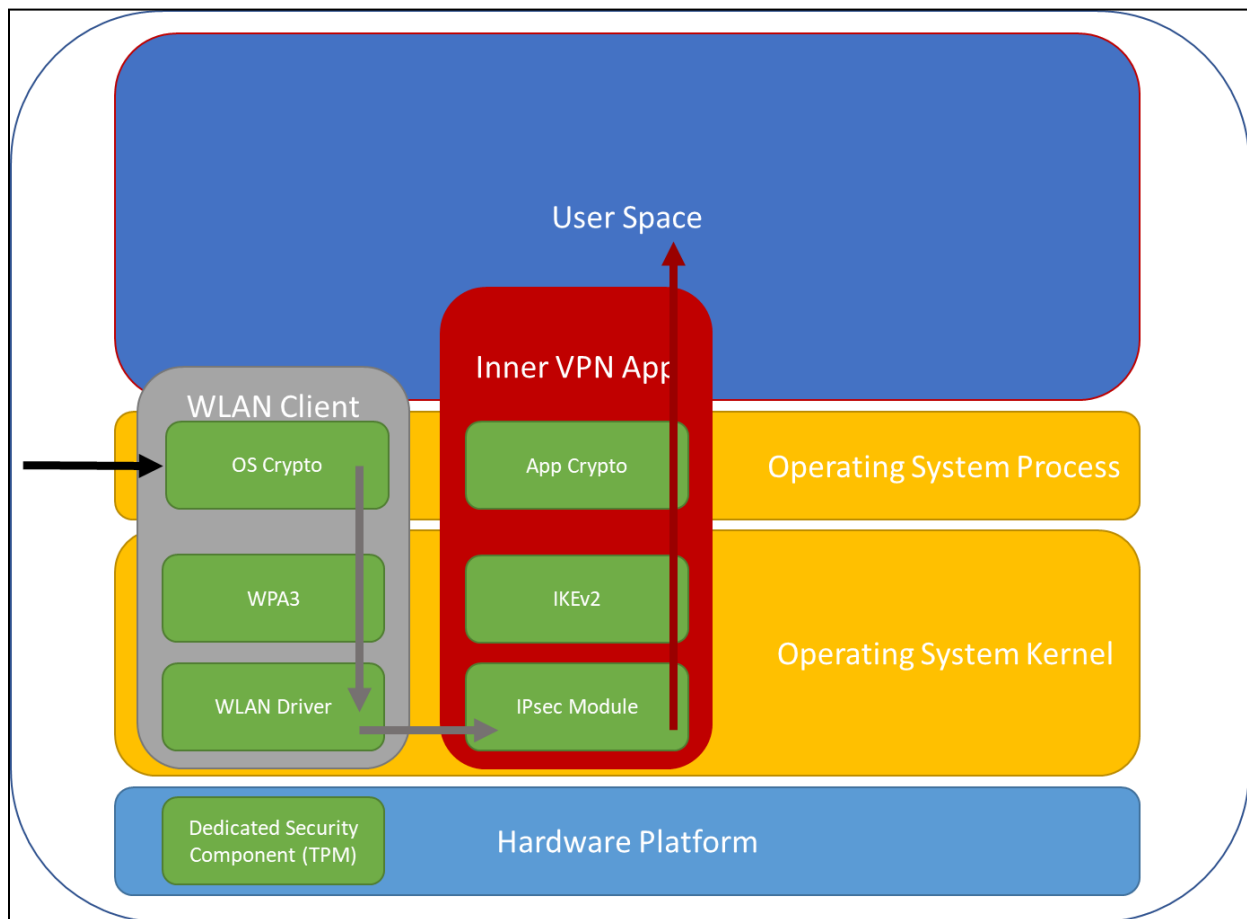 User Space
Inner VPN App
WLAN Client
OS Crypto
App Crypto
Operating System Process
WPA3
IKEv2
Operating System Kernel
WLAN Driver
IPsec Module
Dedicated Security
Component (TPM)
Hardware Platform